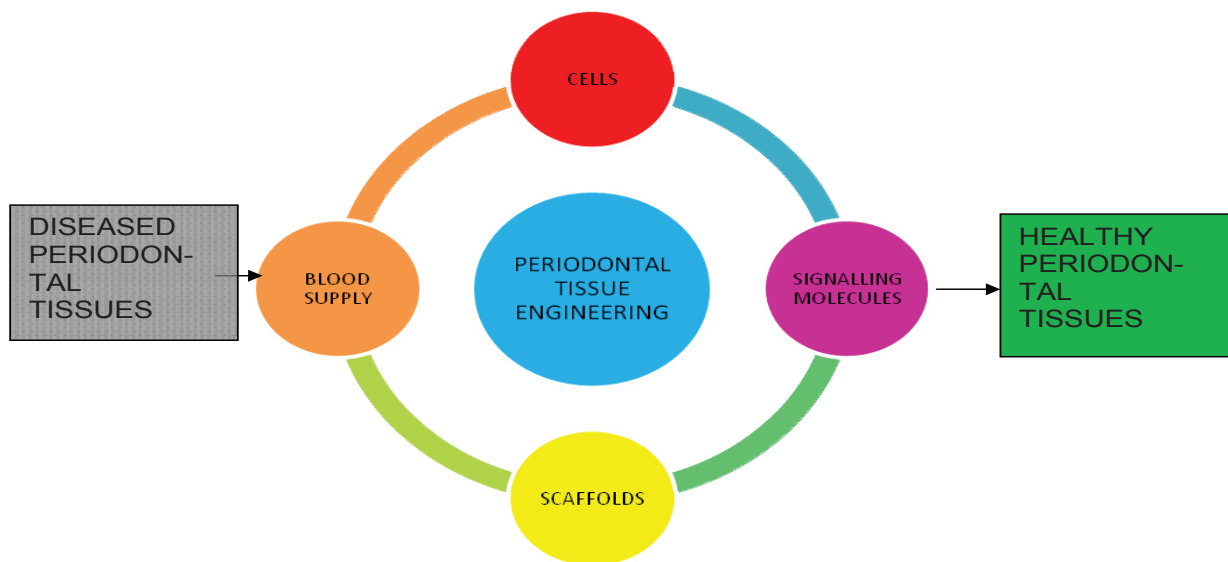 CELLS
DISEASED
PERIODON-
TAL
TISSUES
BLOOD
SUPPLY
PERIODONTAL
TISSUE
ENGINEERING
SIGNALLING
MOLECULES
HEALTHY
PERIODON-
TAL
TISSUES
SCAFFOLDS